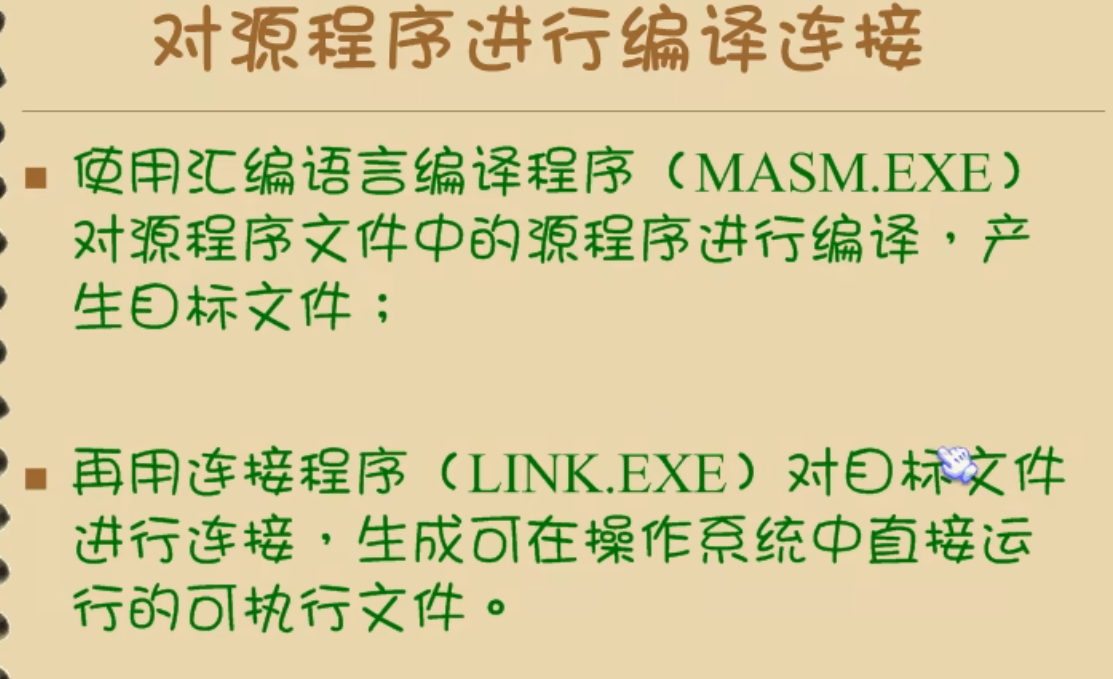 对源程序进行编译连接
使用汇编语言编译程序（MASM.EXE）
对源程序文件中的源程序进行编译，产
生目标文件；
再用连接程序（LINK.EXE）对目标文件
进行连接，生成可在操作系统中直接运
行的可执行文件。